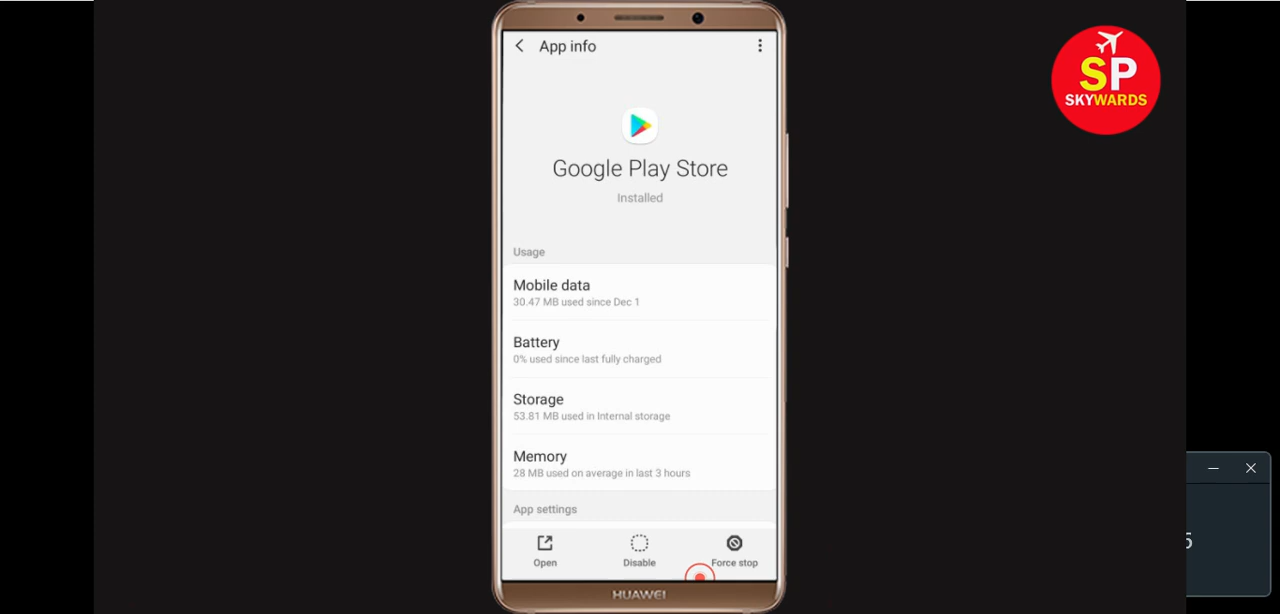 App info
SP
SKYWARDS
Google Play Store
Installed
Usage
Mobile data
30.47 MB used since Dec 1
Battery
0% used since last fully charged
Storage
53.81 MB used in Internal storage
Memory
28 MB used on average in last 3 hours
App settings
Open
Disable
Force stop
5
HUAWEI